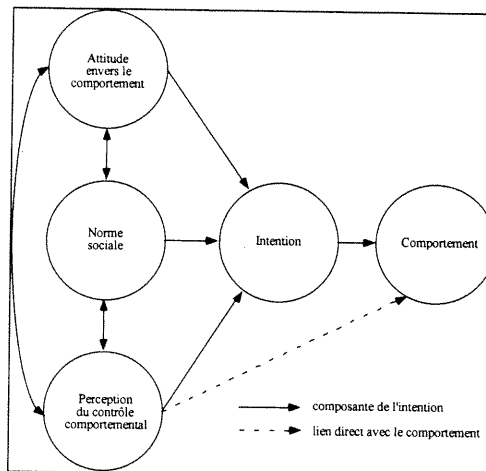 Attitude
envers le
comportement
Norme
sociale
Intention
Comportement
Perception
du contrôle
comportemental
composante de l'intention
lien direct avec le comportement